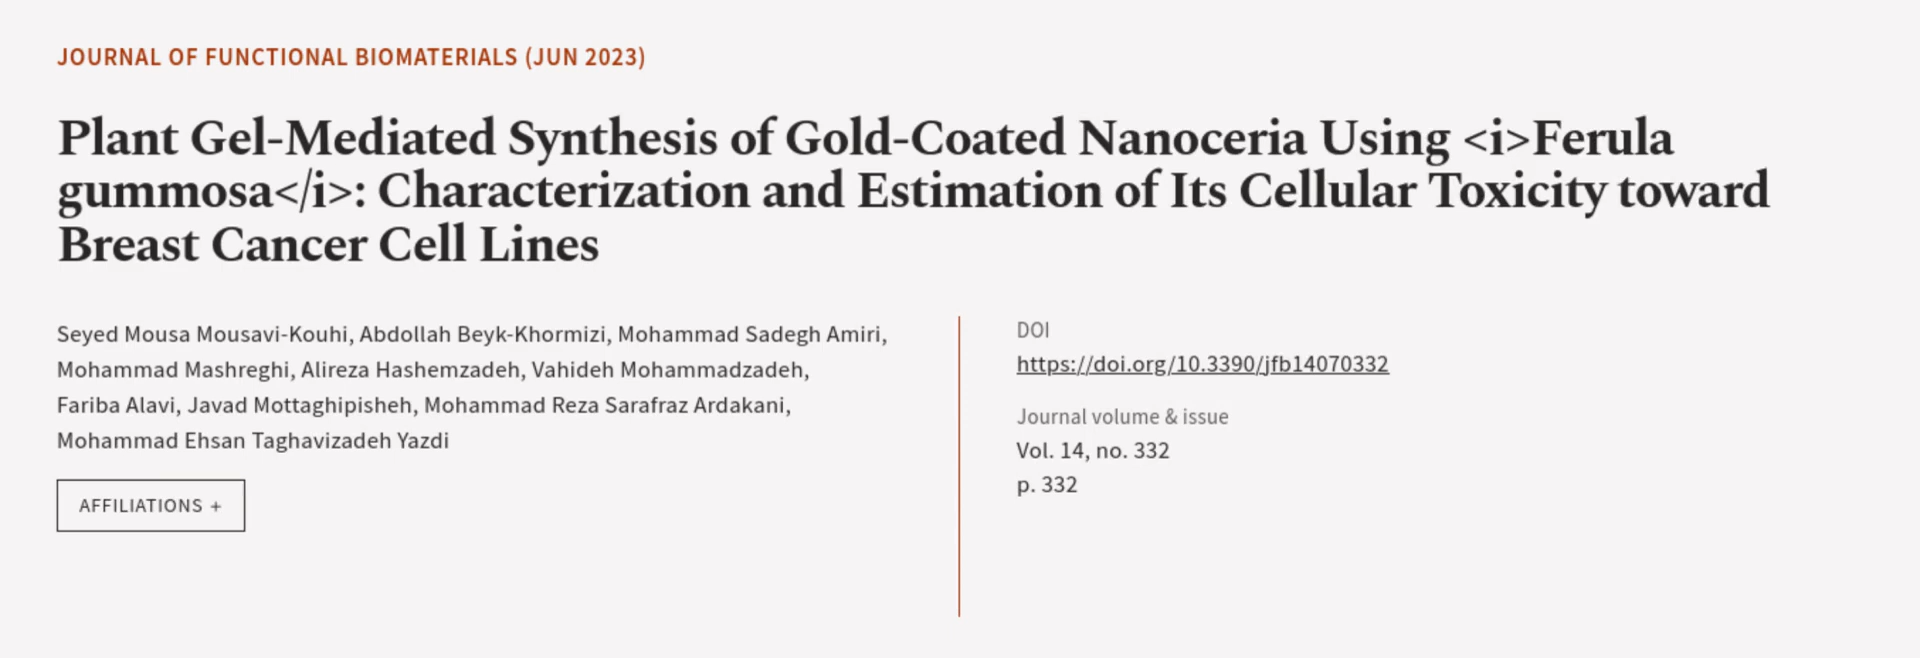 JOURNAL OF FUNCTIONAL BIOMATERIALS (JUN 2023)
Plant Gel-Mediated Synthesis of Gold-Coated Nanoceria Using <i>Ferula
gummosa</i>: Characterization and Estimation of Its Cellular Toxicity toward
Breast Cancer Cell Lines
Seyed Mousa Mousavi-Kouhi, Abdollah Beyk-Khormizi, Mohammad Sadegh Amiri,
Mohammad Mashreghi, Alireza Hashemzadeh, Vahideh Mohammadzadeh,
Fariba Alavi, Javad Mottaghipisheh, Mohammad Reza Sarafraz Ardakani,
Mohammad Ehsan Taghavizadeh Yazdi
AFFILIATIONS +
DOI
https://doi.org/10.3390/jfb14070332
Journal volume & issue
Vol. 14, no. 332
p. 332